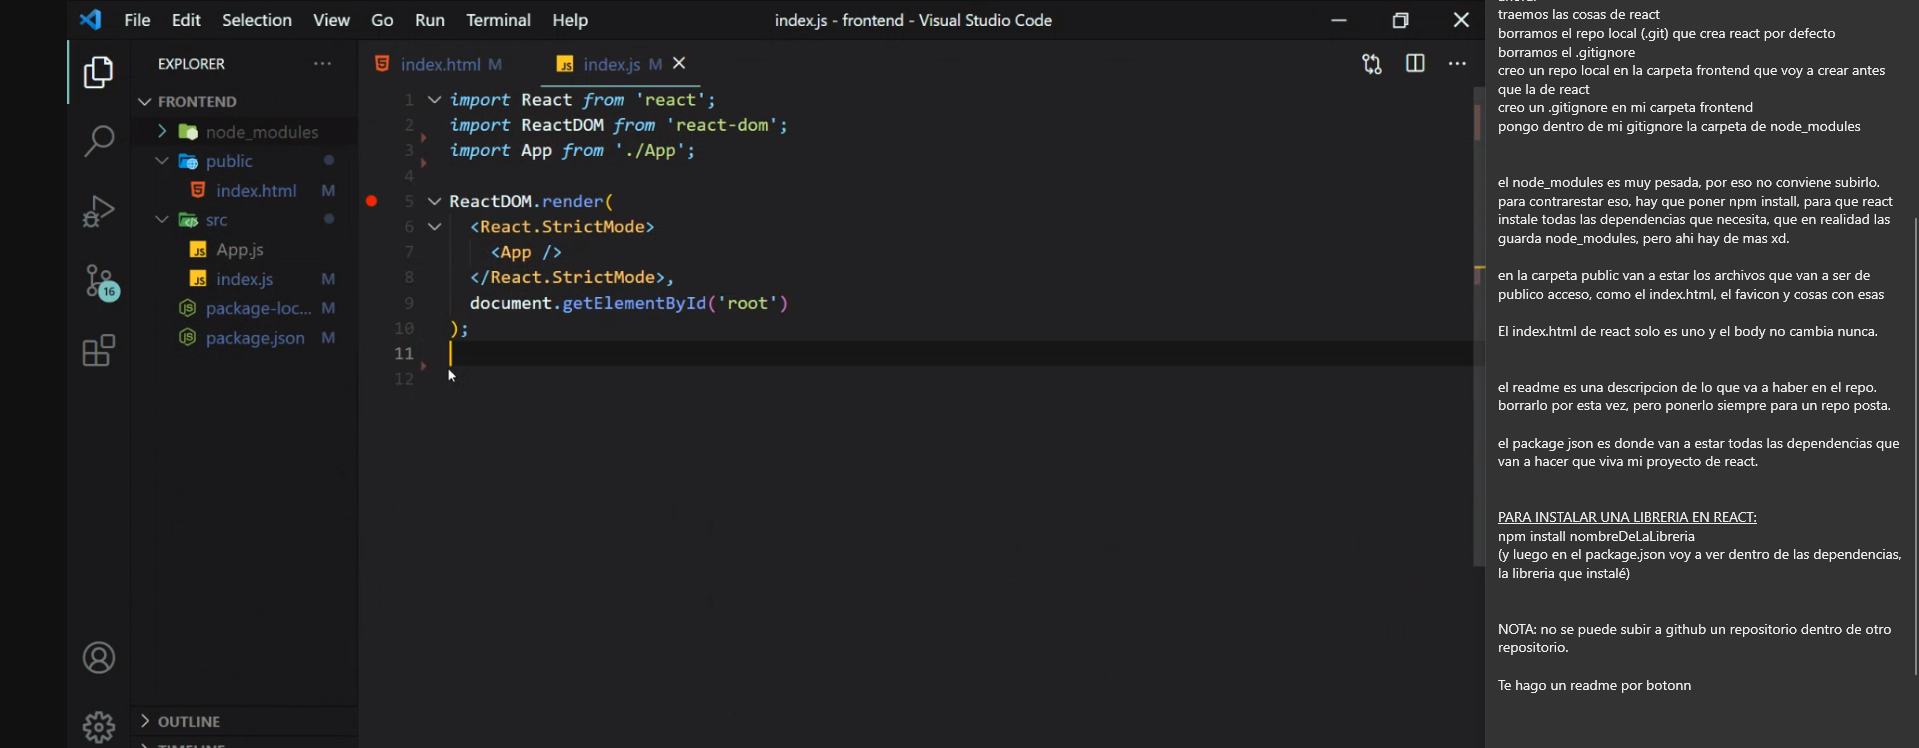 File Edit Selection View Go Run Terminal Help
index.js - frontend - Visual Studio Code
EXPLORER
FRONTEND
node_modules
public
index.html M
src
App.js
index.js M
package-loc... M
package.json M
16
OUTLINE
index.html M
index.js M
1 import React from 'react';
2 import ReactDOM from 'react-dom';
3 import App from './App';
4
5 ReactDOM.render(
6 <React.StrictMode>
7 <App />
8 </React.StrictMode>,
9 document.getElementById('root')
10 );
11
12
traemos las cosas de react
borramos el repo local (.git) que crea react por defecto
borramos el .gitignore
creo un repo local en la carpeta frontend que voy a crear antes
que la de react
creo un .gitignore en mi carpeta frontend
pongo dentro de mi gitignore la carpeta de node_modules
el node_modules es muy pesada, por eso no conviene subirlo.
para contrarestar eso, hay que poner npm install, para que react
instale todas las dependencias que necesita, que en realidad las
guarda node_modules, pero ahi hay de mas xd.
en la carpeta public van a estar los archivos que van a ser de
publico acceso, como el index.html, el favicon y cosas con esas
El index.html de react solo es uno y el body no cambia nunca.
el readme es una descripcion de lo que va a haber en el repo.
borrarlo por esta vez, pero ponerlo siempre para un repo posta.
el package json es donde van a estar todas las dependencias que
van a hacer que viva mi proyecto de react.
PARA INSTALAR UNA LIBRERIA EN REACT:
npm install nombreDeLaLibreria
(y luego en el package.json voy a ver dentro de las dependencias,
la libreria que instalé)
NOTA: no se puede subir a github un repositorio dentro de otro
repositorio.
Te hago un readme por botonn